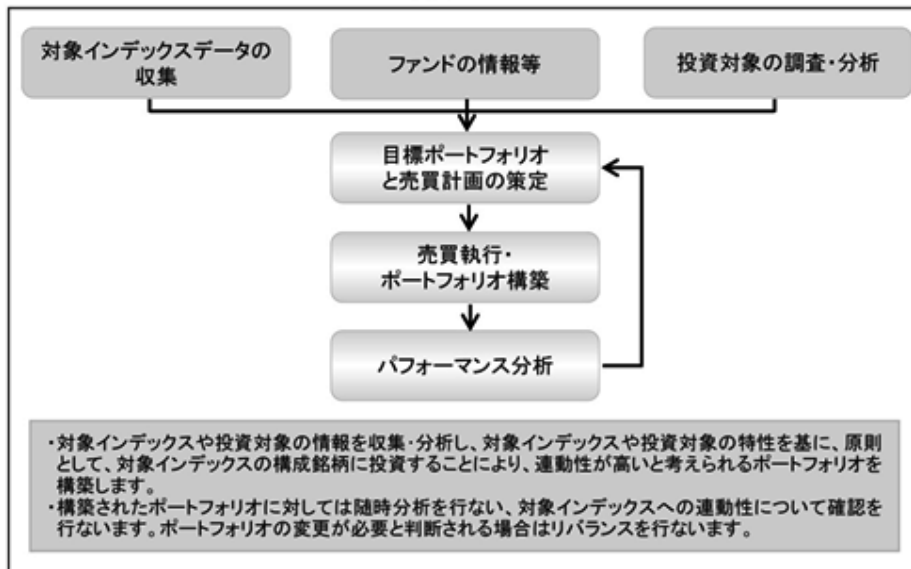 対象インデックスデータの
収集
ファンドの情報等
投資対象の調査・分析
目標ポートフォリオ
と売買計画の策定
売買執行・
ポートフォリオ構築
パフォーマンス分析
・対象インデックスや投資対象の情報を収集・分析し、対象インデックスや投資対象の特性を基に、原則
として、対象インデックスの構成銘柄に投資することにより、連動性が高いと考えられるポートフォリオを
構築します。
・構築されたポートフォリオに対しては随時分析を行ない、対象インデックスへの連動性について確認を
行ないます。ポートフォリオの変更が必要と判断される場合はリバランスを行ないます。